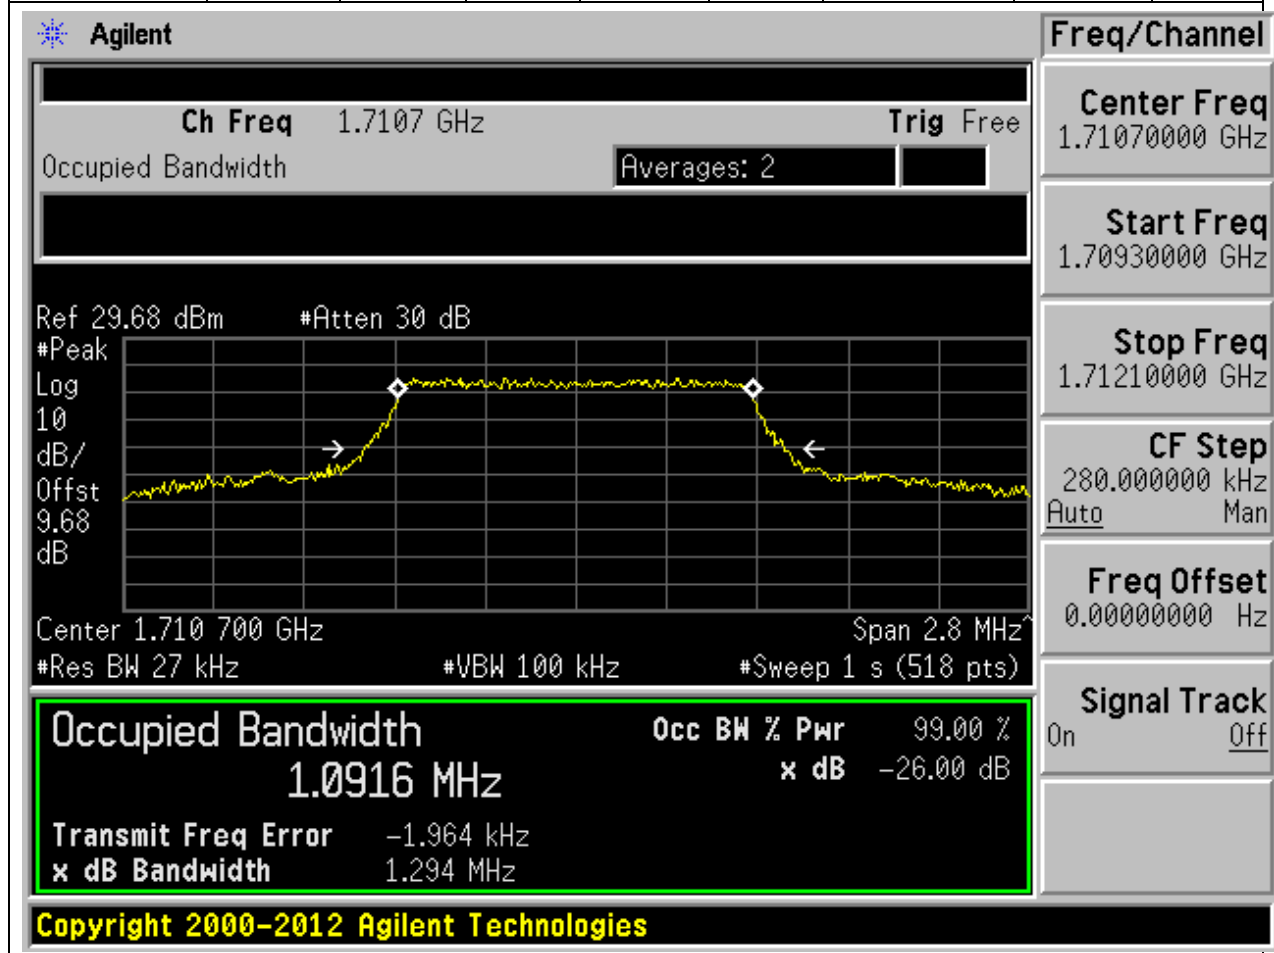 Agilent
Freq/Channel
Ch Freq 1.7107 GHz Trig Free
Occupied Bandwidth Averages: 2
Center Freq
1.71070000 GHz
Start Freq
1.70930000 GHz
Stop Freq
1.71210000 GHz
CF Step
280.000000 kHz
Auto Man
Freq Offset
0.00000000 Hz
Signal Track
On Off
Ref 29.68 dBm #Atten 30 dB
#Peak
Log
10
dB/
Offst
9.68
dB
Center 1.710 700 GHz Span 2.8 MHz^
#Res BW 27 kHz #VBW 100 kHz #Sweep 1 s (518 pts)
Occupied Bandwidth Occ BW % Pwr 99.00 %
1.0916 MHz x dB -26.00 dB
Transmit Freq Error -1.964 kHz
x dB Bandwidth 1.294 MHz
Copyright 2000-2012 Agilent Technologies